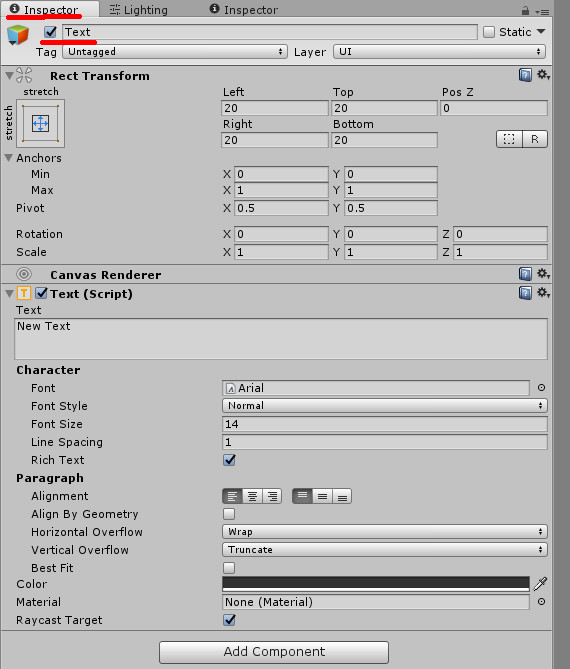 Inspector Lighting Inspector
Text Static
Tag Untagged Layer UI
Rect Transform
stretch Left Top Pos Z
stretch 20 20 0
Right Bottom
20 20 R
Anchors
Min X 0 Y 0
Max X 1 Y 1
Pivot X 0.5 Y 0.5
Rotation X 0 Y 0 Z 0
Scale X 1 Y 1 Z 1
Canvas Renderer
T Text (Script)
Text
New Text
Character
Font A Arial
Font Style Normal
Font Size 14
Line Spacing 1
Rich Text
Paragraph
Alignment
Align By Geometry
Horizontal Overflow Wrap
Vertical Overflow Truncate
Best Fit
Color
Material None (Material)
Raycast Target
Add Component